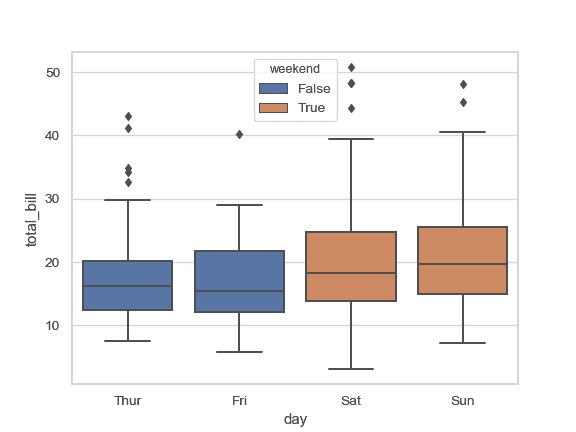 weekend
False
True
50
40
30
20
10
total_bill
Thur Fri Sat Sun
day